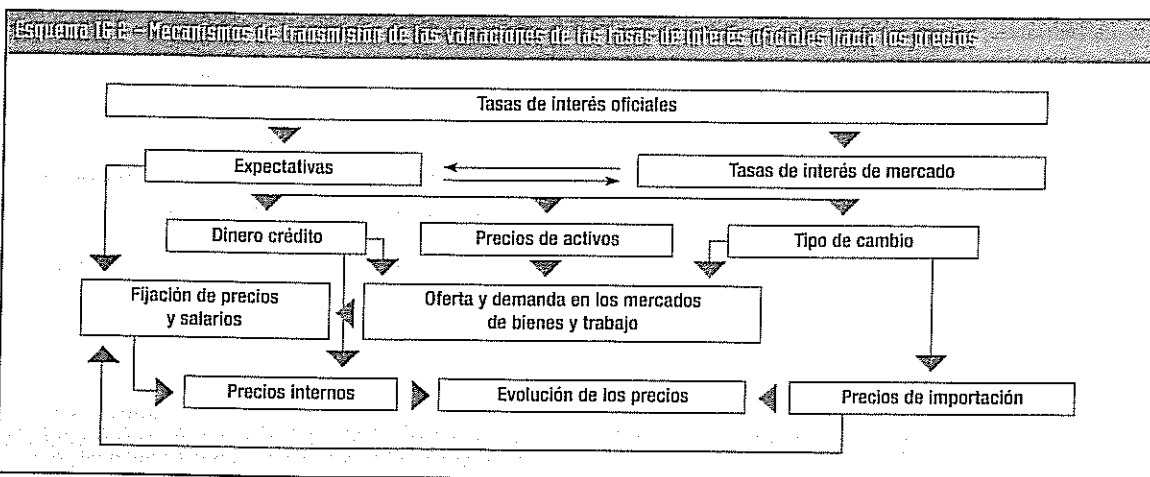 Esquema 16.2 – Mecanismos de transmisión de las variaciones de las tasas de interés oficiales hacia los precios
Tasas de interés oficiales
Expectativas
Tasas de interés de mercado
Dinero crédito
Precios de activos
Tipo de cambio
Fijación de precios
y salarios
Oferta y demanda en los mercados
de bienes y trabajo
Precios internos
Evolución de los precios
Precios de importación